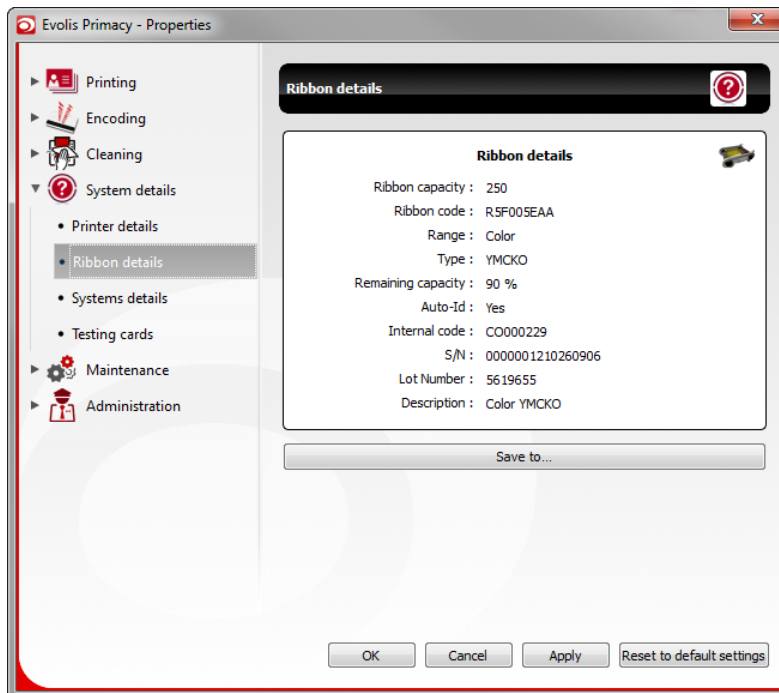 Evolis Primacy - Properties
Printing
Encoding
Cleaning
System details
Printer details
Ribbon details
Systems details
Testing cards
Maintenance
Administration
Ribbon details
Ribbon details
Ribbon capacity : 250
Ribbon code : R5F005EAA
Range : Color
Type : YMCKO
Remaining capacity : 90 %
Auto-Id : Yes
Internal code : CO000229
S/N : 0000001210260906
Lot Number : 5619655
Description : Color YMCKO
Save to...
OK Cancel Apply Reset to default settings